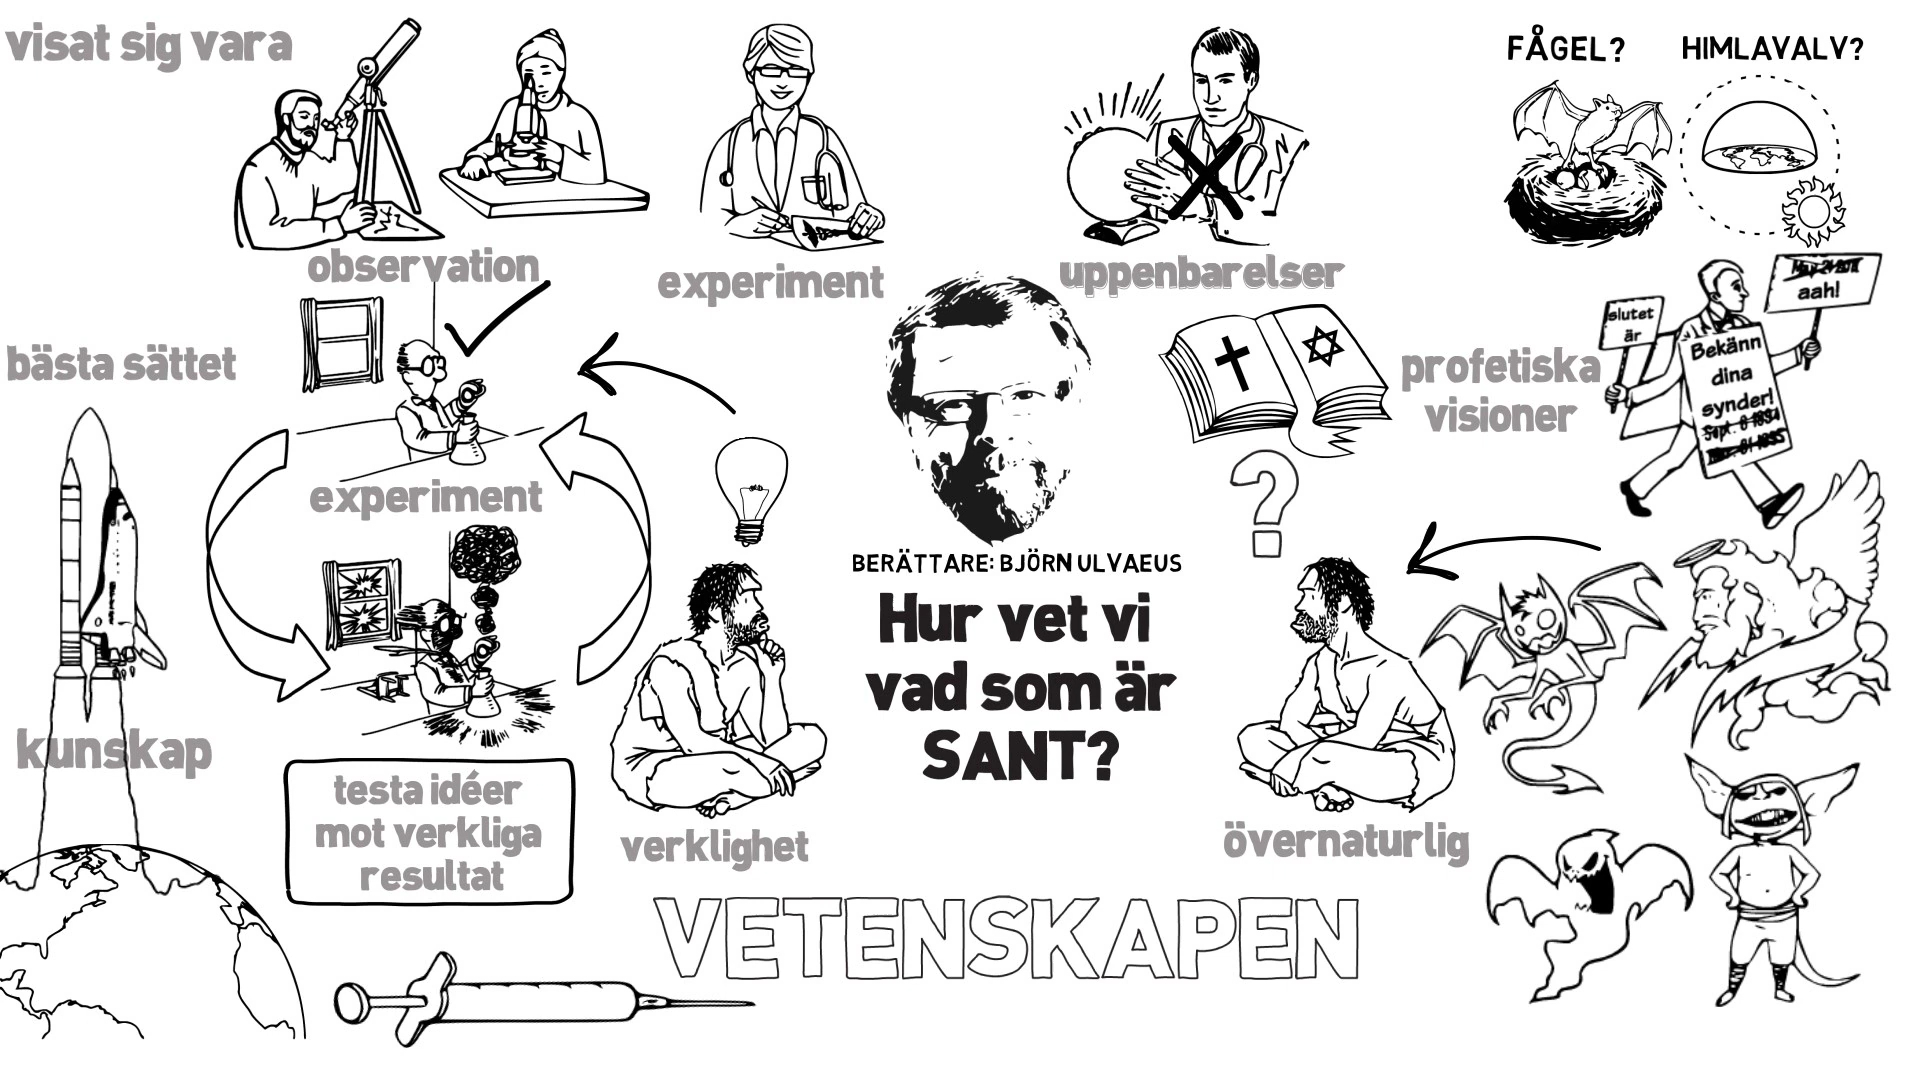 visat sig vara
FÅGEL?
HIMLAVALV?
observation
experiment
uppenbarelser
aah!
slutet
är
Bekänn
dina
synder!
bästa sättet
profetiska
visioner
experiment
BERÄTTARE: BJÖRN ULVAEUS
Hur vet vi
vad som är
SANT?
?
kunskap
testa idéer
mot verkliga
resultat
verklighet
övernaturlig
VETENSKAPEN